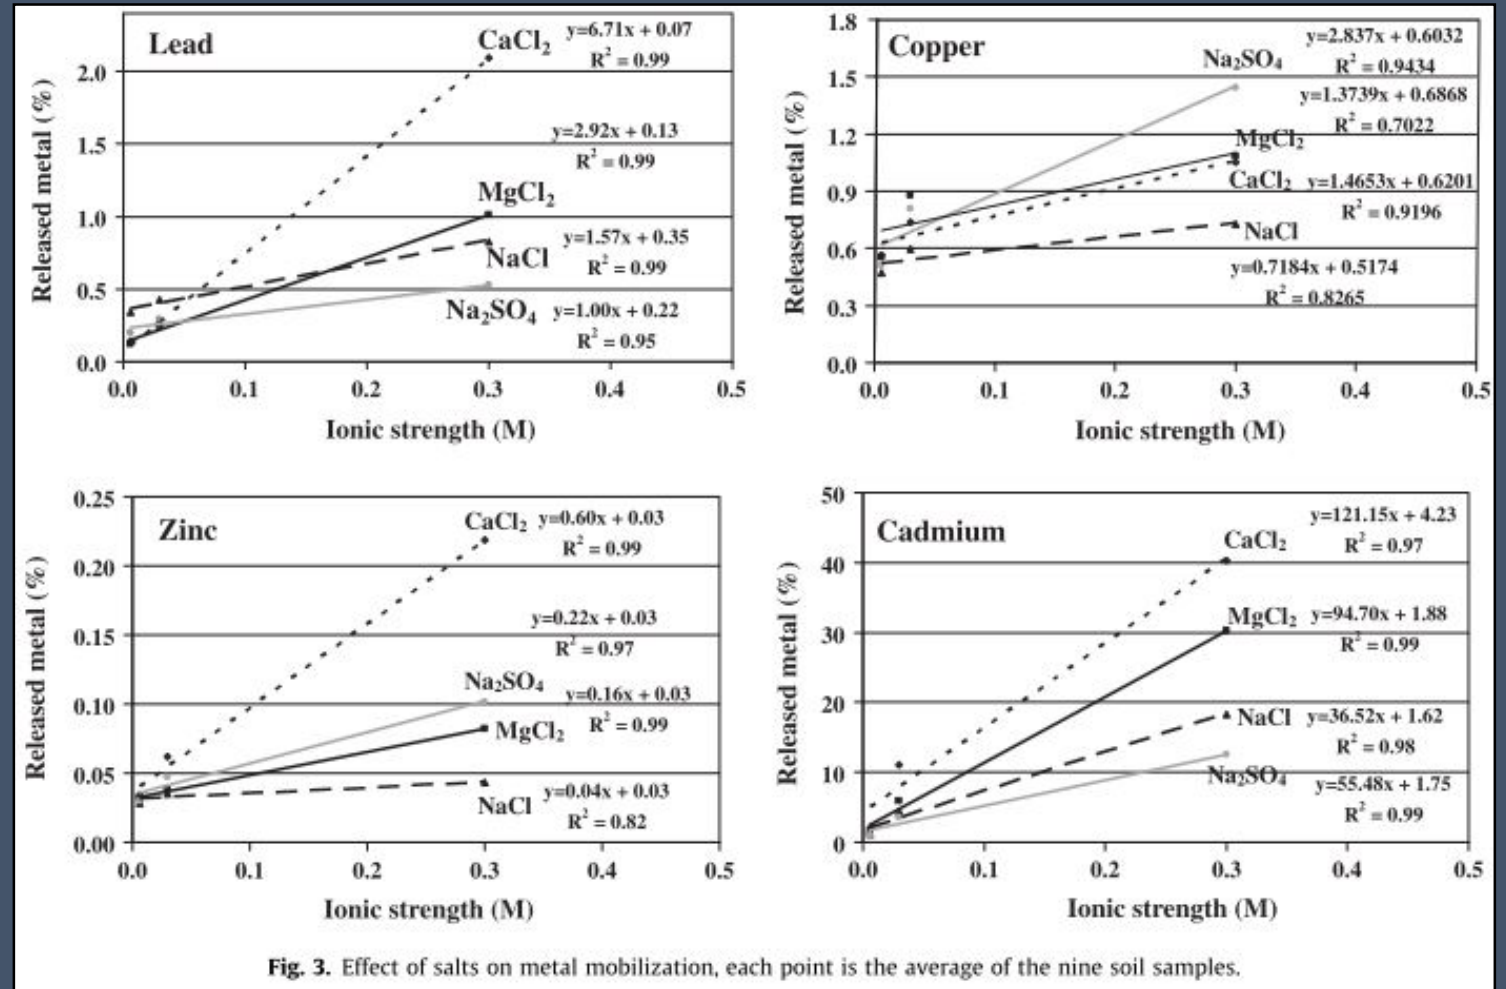 Lead
Released metal (%)
2.0
1.5
1.0
0.5
0.0
0.0 0.1 0.2 0.3 0.4 0.5
Ionic strength (M)
CaCl₂ y=6.71x + 0.07
R² = 0.99
y=2.92x + 0.13
R² = 0.99
MgCl₂
y=1.57x + 0.35
NaCl R² = 0.99
Na₂SO₄ y=1.00x + 0.22
R² = 0.95
Copper
Released metal (%)
1.8
1.5
1.2
0.9
0.6
0.3
0.0
0.0 0.1 0.2 0.3 0.4 0.5
Ionic strength (M)
y=2.837x + 0.6032
Na₂SO₄ R² = 0.9434
y=1.3739x + 0.6868
R² = 0.7022
MgCl₂
CaCl₂ y=1.4653x + 0.6201
R² = 0.9196
NaCl
y=0.7184x + 0.5174
R² = 0.8265
Zinc
Released metal (%)
0.25
0.20
0.15
0.10
0.05
0.00
0.0 0.1 0.2 0.3 0.4 0.5
Ionic strength (M)
CaCl₂ y=0.60x + 0.03
R² = 0.99
y=0.22x + 0.03
R² = 0.97
Na₂SO₄ y=0.16x + 0.03
MgCl₂ R² = 0.99
NaCl y=0.04x + 0.03
R² = 0.82
Cadmium
Released metal (%)
50
40
30
20
10
0
0.0 0.1 0.2 0.3 0.4 0.5
Ionic strength (M)
y=121.15x + 4.23
CaCl₂ R² = 0.97
MgCl₂ y=94.70x + 1.88
R² = 0.99
NaCl y=36.52x + 1.62
R² = 0.98
Na₂SO₄ y=55.48x + 1.75
R² = 0.99
Fig. 3. Effect of salts on metal mobilization, each point is the average of the nine soil samples.